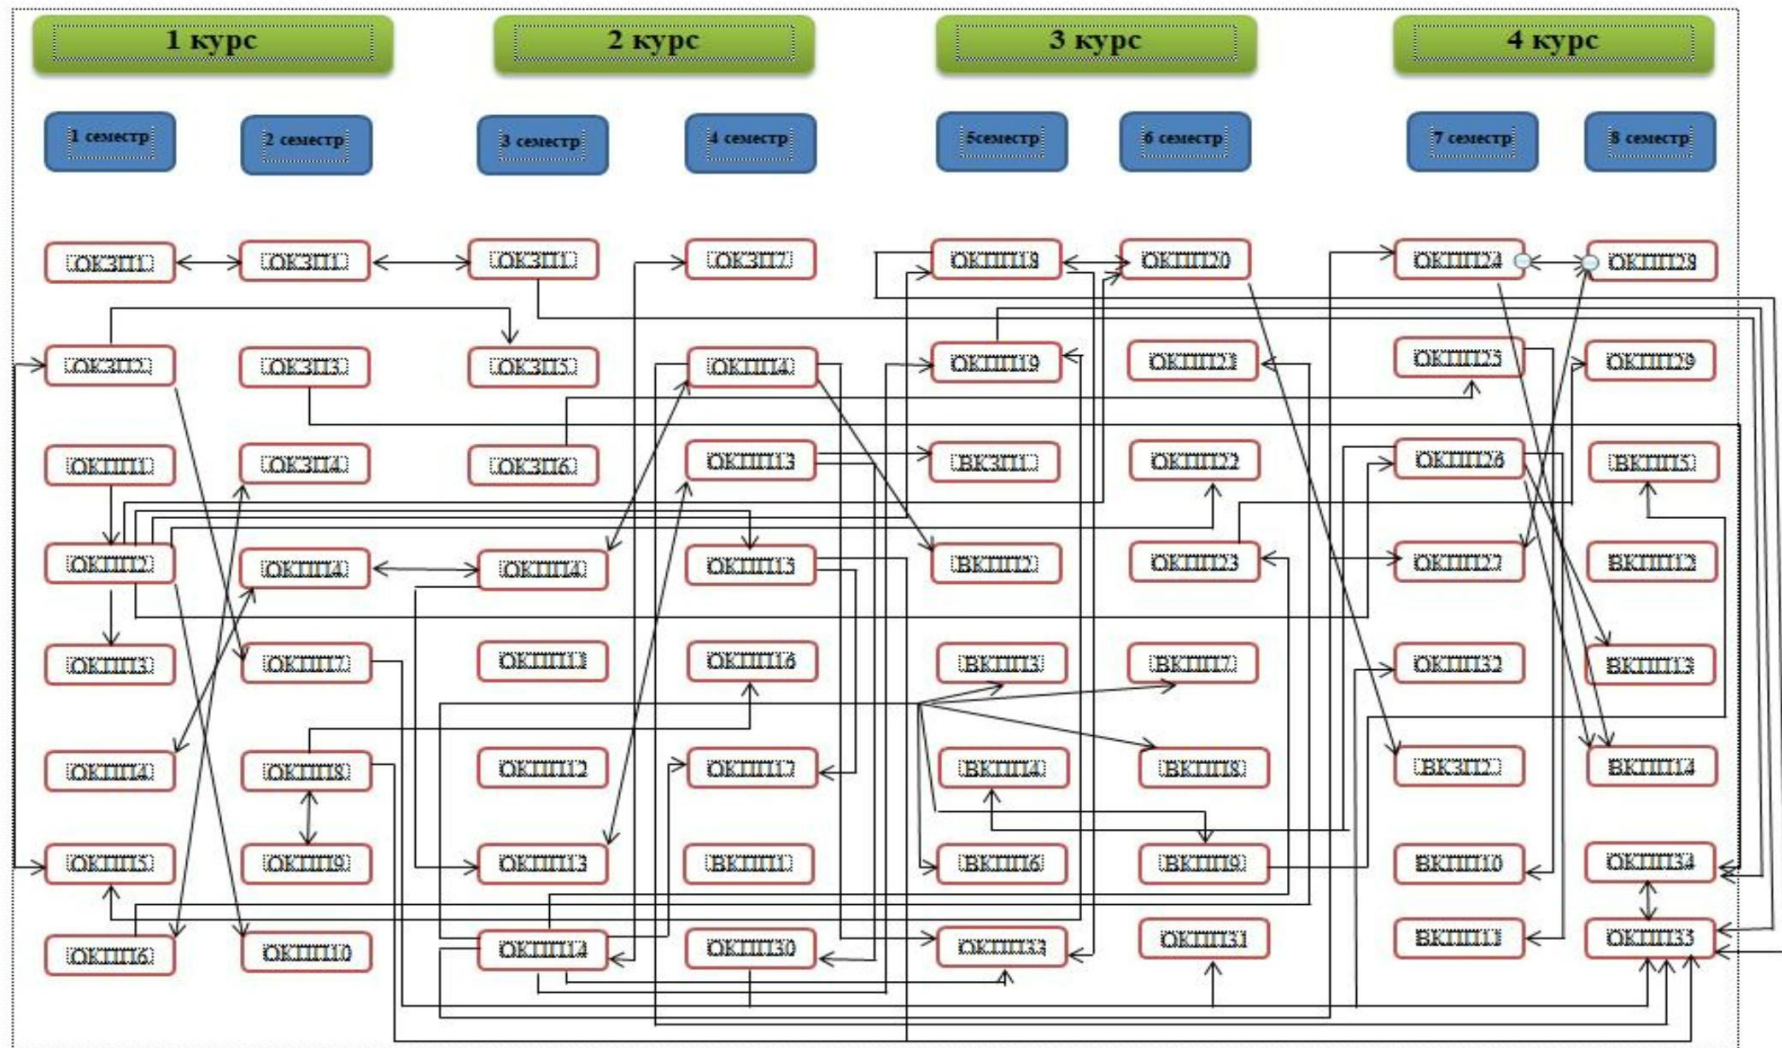 1 курс 2 курс 3 курс 4 курс
1 семестр 2 семестр 3 семестр 4 семестр 5семестр 6 семестр 7 семестр 8 семестр
ОКЗП1 ОКЗП1 ОКЗП1 ОКЗП7 ОКПП18 ОКПП20 ОКПП24 ОКПП28
ОКЗП2 ОКЗП3 ОКЗП5 ОКПП4 ОКПП19 ОКПП21 ОКПП25 ОКПП29
ОКПП1 ОКЗП4 ОКЗП6 ОКПП13 ВКЗП1 ОКПП22 ОКПП26 ВКПП5
ОКПП2 ОКПП4 ОКПП4 ОКПП15 ВКПП2 ОКПП23 ОКПП27 ВКПП12
ОКПП3 ОКПП7 ОКПП11 ОКПП16 ВКПП3 ВКПП7 ОКПП32 ВКПП13
ОКПП4 ОКПП8 ОКПП12 ОКПП17 ВКПП4 ВКПП8 ВКЗП2 ВКПП14
ОКПП5 ОКПП9 ОКПП13 ВКПП1 ВКПП6 ВКПП9 ВКПП10 ОКПП34
ОКПП6 ОКПП10 ОКПП14 ОКПП30 ОКПП33 ОКПП31 ВКПП11 ОКПП35